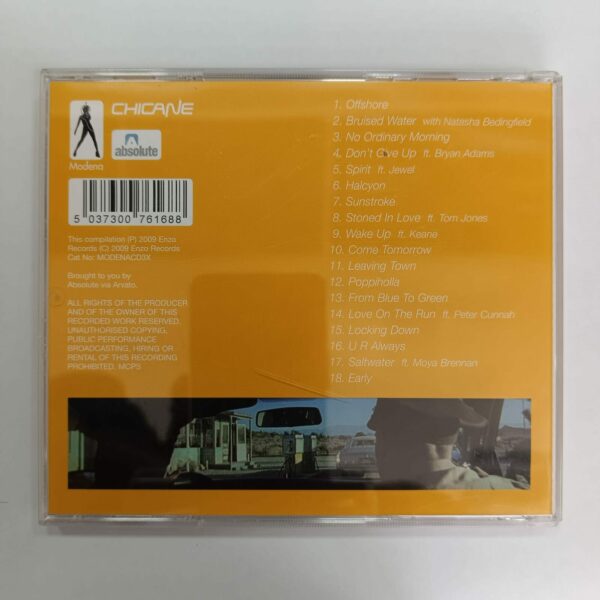 CHICANE
Modena
absolute
5 037300 761688
This compilation (P) 2009 Enzo
Records (C) 2009 Enzo Records
Cat No: MODENACD3X
Brought to you by
Absolute via Arvato.
ALL RIGHTS OF THE PRODUCER
AND OF THE OWNER OF THIS
RECORDED WORK RESERVED,
UNAUTHORISED COPYING,
PUBLIC PERFORMANCE
BROADCASTING, HIRING OR
RENTAL OF THIS RECORDING
PROHIBITED, MCPS
1. Offshore
2. Bruised Water with Natasha Bedingfield
3. No Ordinary Morning
4. Don't Give Up ft. Bryan Adams
5. Spirit ft. Jewel
6. Halcyon
7. Sunstroke
8. Stoned In Love ft. Tom Jones
9. Wake Up ft. Keane
10. Come Tomorrow
11. Leaving Town
12. Poppiholla
13. From Blue To Green
14. Love On The Run ft. Peter Cunnah
15. Locking Down
16. U R Always
17. Saltwater ft. Moya Brennan
18. Early